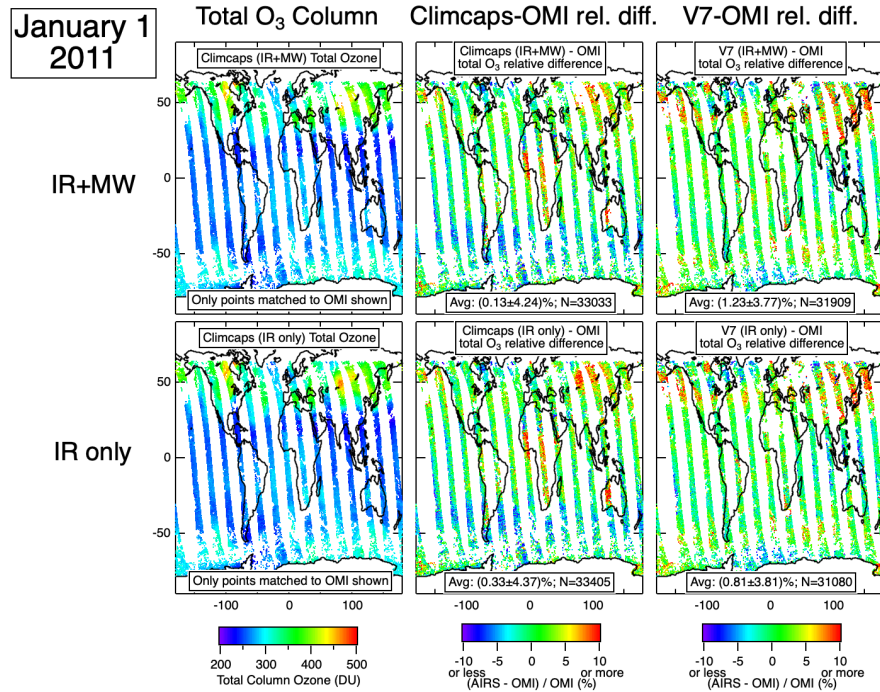 January 1
2011
Total O₃ Column
Climcaps-OMI rel. diff.
V7-OMI rel. diff.
IR+MW
Climcaps (IR+MW) Total Ozone
Climcaps (IR+MW) - OMI
total O₃ relative difference
V7 (IR+MW) - OMI
total O₃ relative difference
50
0
-50
Only points matched to OMI shown
Avg: (0.13±4.24)%; N=33033
Avg: (1.23±3.77)%; N=31909
IR only
Climcaps (IR only) Total Ozone
Climcaps (IR only) - OMI
total O₃ relative difference
V7 (IR only) - OMI
total O₃ relative difference
50
0
-50
Only points matched to OMI shown
Avg: (0.33±4.37)%; N=33405
Avg: (0.81±3.81)%; N=31080
-100 0 100
-100 0 100
-100 0 100
200 300 400 500
Total Column Ozone (DU)
-10 -5 0 5 10
or less or more
(AIRS - OMI) / OMI (%)
-10 -5 0 5 10
or less or more
(AIRS - OMI) / OMI (%)